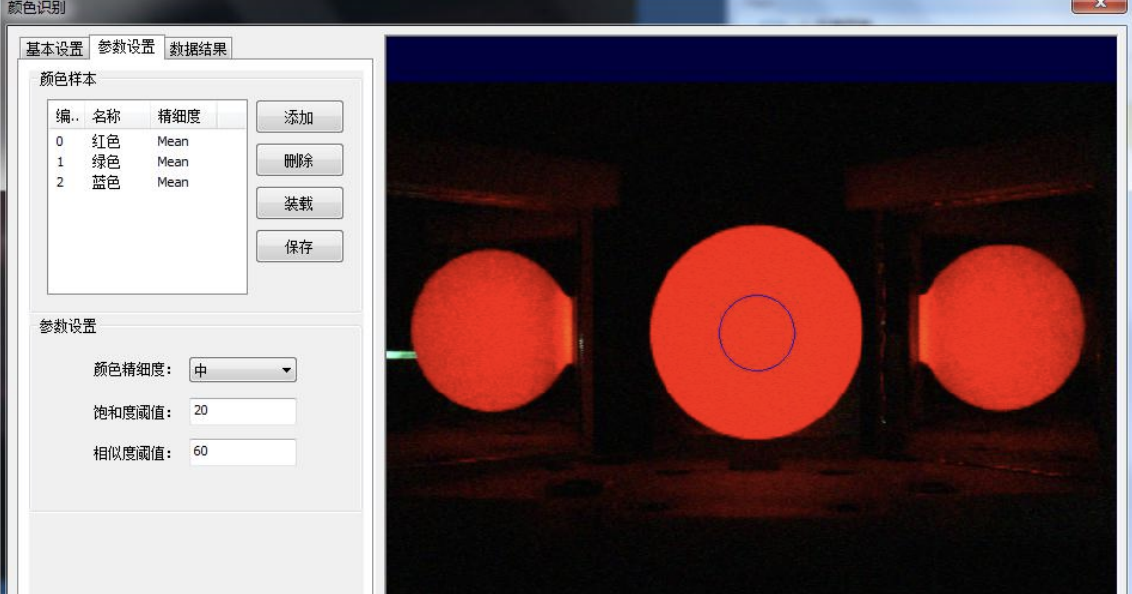 颜色识别
基本设置 参数设置 数据结果
颜色样本
编.. 名称 精细度
0 红色 Mean
1 绿色 Mean
2 蓝色 Mean
添加
删除
装载
保存
参数设置
颜色精细度： 中
饱和度阈值： 20
相似度阈值： 60